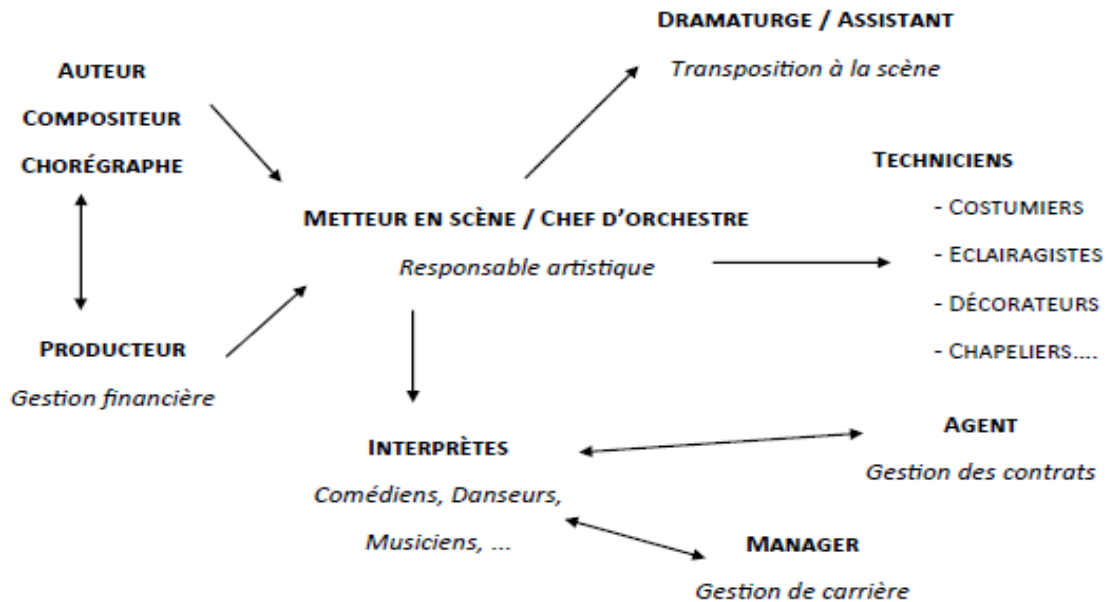 DRAMATURGE / ASSISTANT
Transposition à la scène
AUTEUR
COMPOSITEUR
CHORÉGRAPHE
TECHNICIENS
- COSTUMIERS
- ECLAIRAGISTES
- DÉCORATEURS
- CHAPELIERS....
METTEUR EN SCÈNE / CHEF D'ORCHESTRE
Responsable artistique
PRODUCTEUR
Gestion financière
INTERPRÈTES
Comédiens, Danseurs,
Musiciens, ...
AGENT
Gestion des contrats
MANAGER
Gestion de carrière